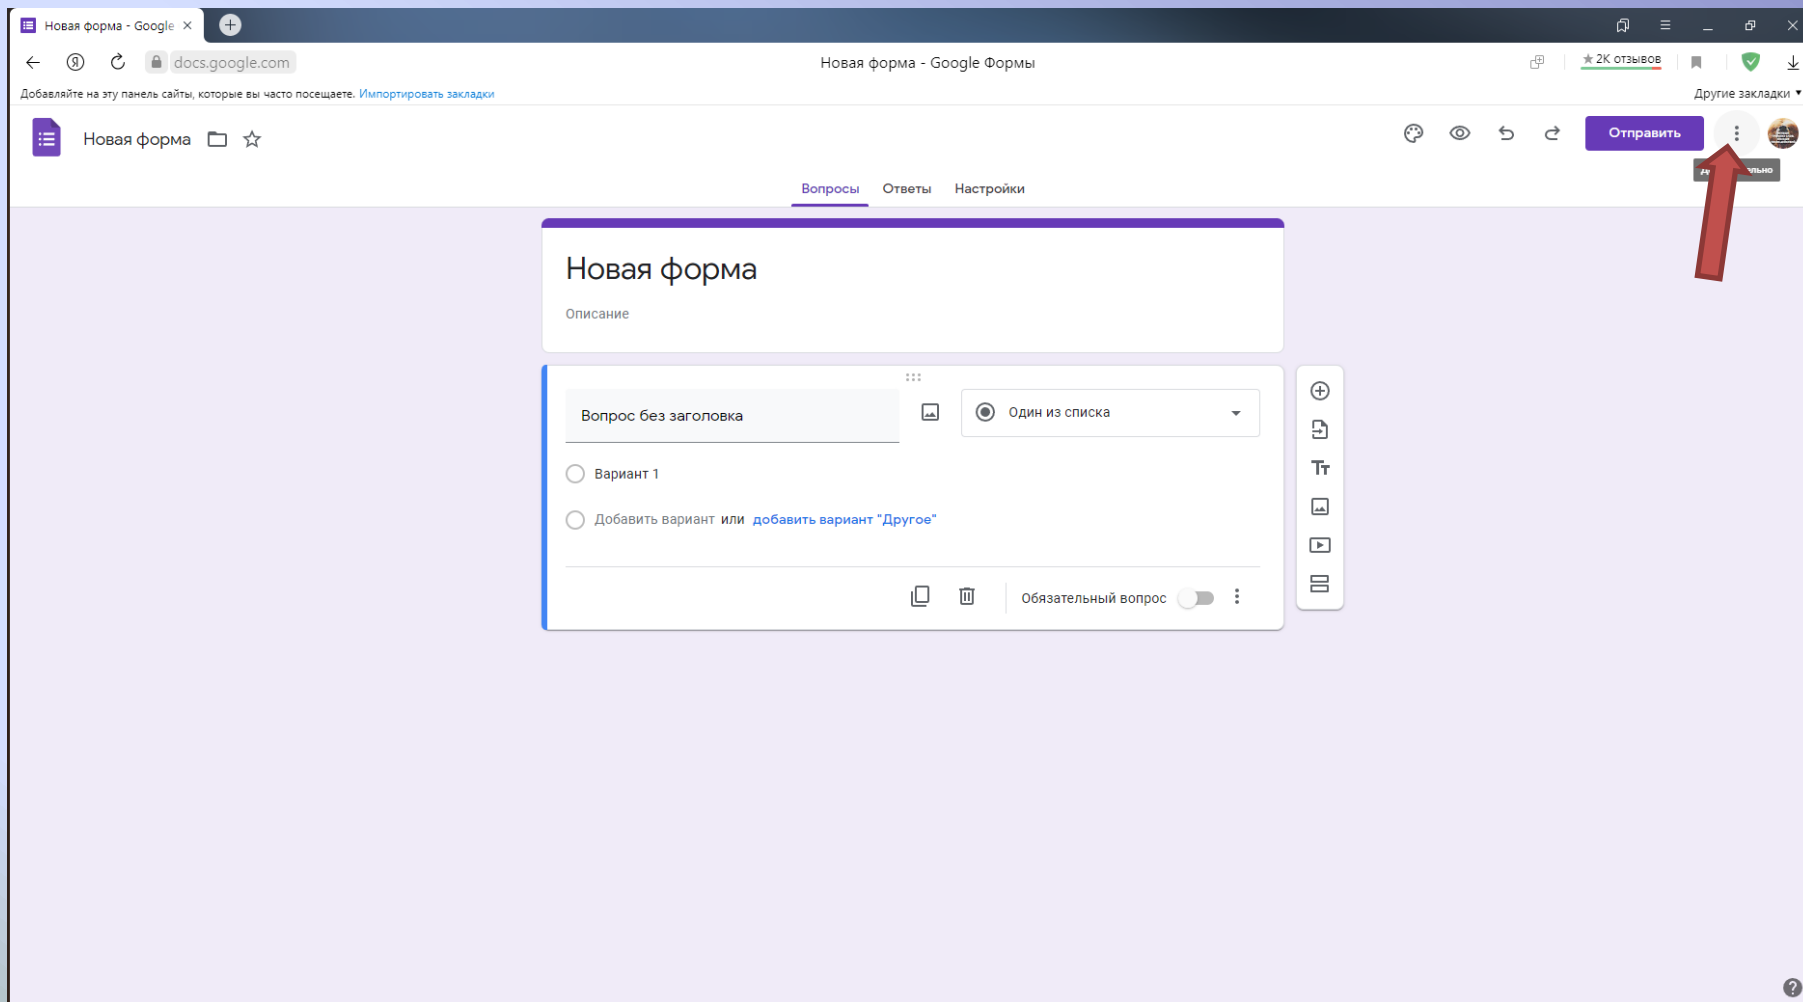 Новая форма - Google
docs.google.com
Новая форма - Google Формы
2K отзывов
Добавляйте на эту панель сайты, которые вы часто посещаете. Импортировать закладки
Другие закладки
Новая форма
Отправить
Вопросы Ответы Настройки
Новая форма
Описание
Вопрос без заголовка
Один из списка
Вариант 1
Добавить вариант или добавить вариант "Другое"
Обязательный вопрос